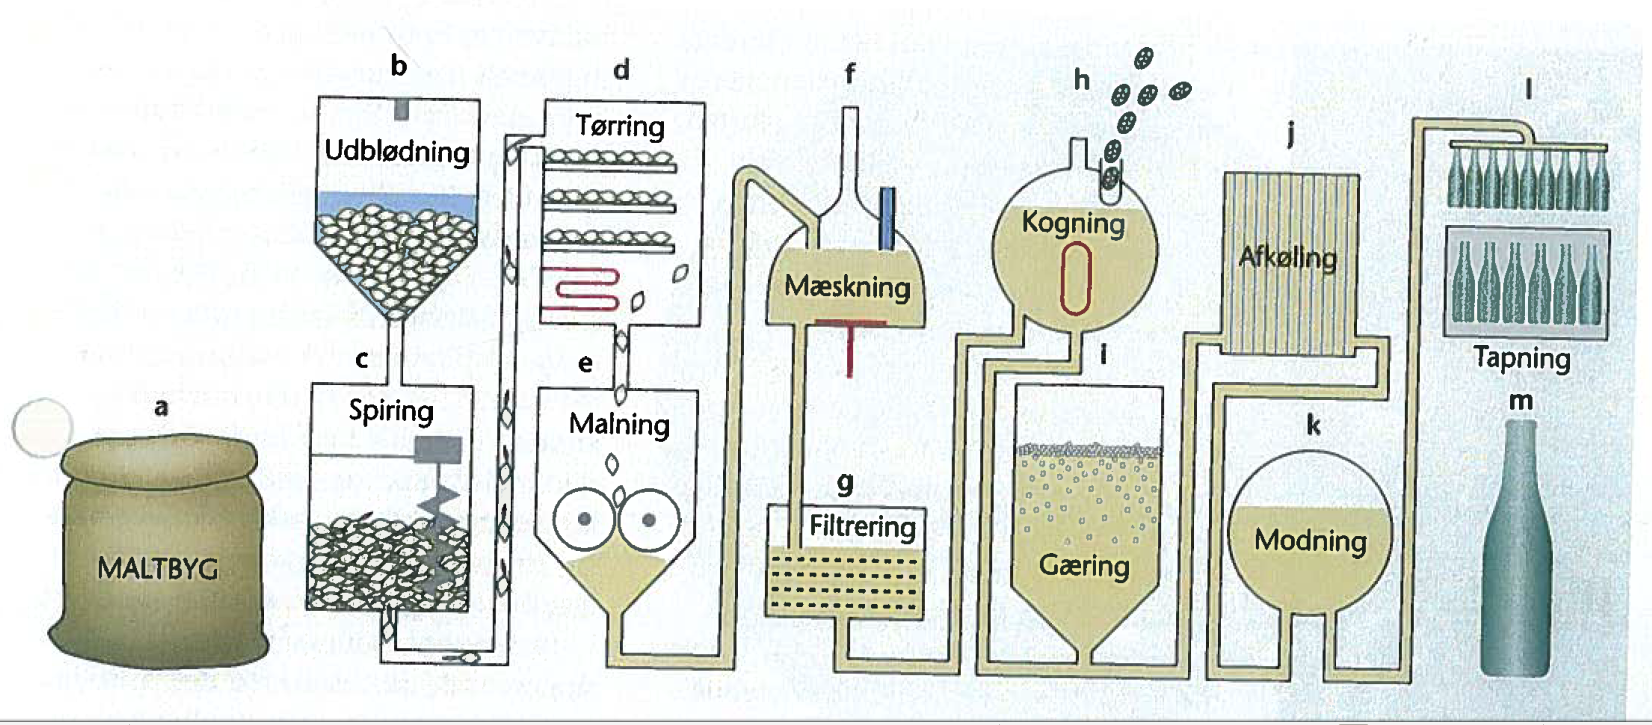 a
MALTBYG
b
Udblødning
c
Spiring
d
Tørring
e
Malning
f
Mæskning
g
Filtrering
h
Kogning
i
Gæring
j
Afkøling
k
Modning
l
Tapning
m